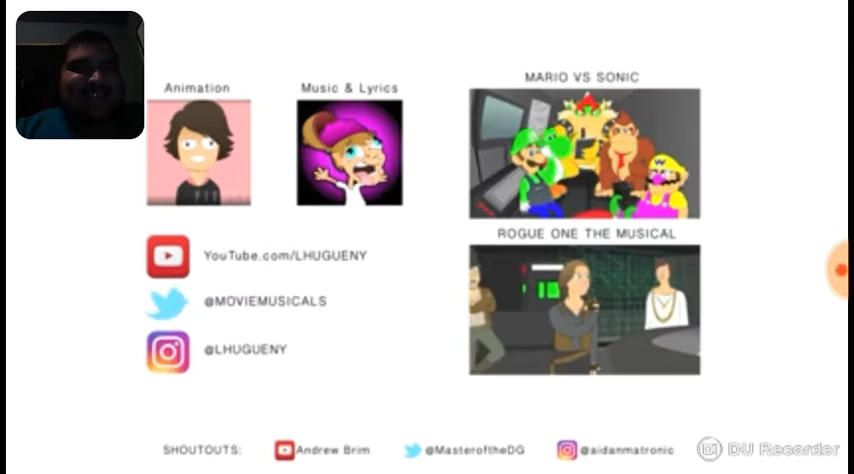 Animation
Music & Lyrics
MARIO VS SONIC
YouTube.com/LHUGUENY
@MOVIEMUSICALS
@LHUGUENY
ROGUE ONE THE MUSICAL
SHOUTOUTS: Andrew Brim @MasteroftheDG @aidanmatronic
DU Recorder